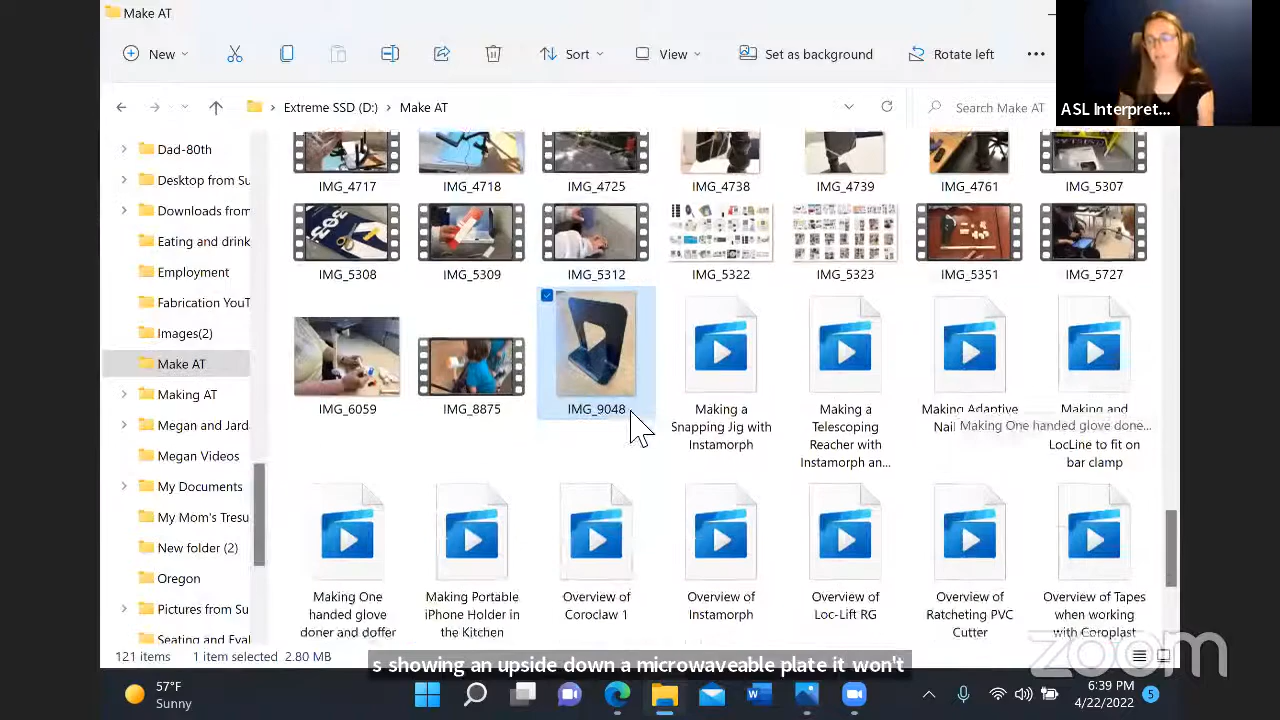 Make AT
New
Sort
View
Set as background
Rotate left
ASL Interpret...
Extreme SSD (D:) > Make AT
Search Make AT
Dad-80th
Desktop from Su
Downloads from
Eating and drink
Employment
Fabrication YouT
Images(2)
Make AT
Making AT
Megan and Jard
Megan Videos
My Documents
My Mom's Tresu
New folder (2)
Oregon
Pictures from Su
Seating and Eval
IMG_4717
IMG_4718
IMG_4725
IMG_4738
IMG_4739
IMG_4761
IMG_5307
IMG_5308
IMG_5309
IMG_5312
IMG_5322
IMG_5323
IMG_5351
IMG_5727
IMG_6059
IMG_8875
IMG_9048
Making a
Snapping Jig with
Instamorph
Making a
Telescoping
Reacher with
Instamorph an...
Making Adaptive
Nail
Making and
LocLine to fit on
bar clamp
Making One handed glove done...
Making One
handed glove
doner and doffer
Making Portable
iPhone Holder in
the Kitchen
Overview of
Coroclaw 1
Overview of
Instamorph
Overview of
Loc-Lift RG
Overview of
Ratcheting PVC
Cutter
Overview of Tapes
when working
with Coroplast
121 items
1 item selected 2.80 MB
s showing an upside down a microwaveable plate it won't
zoom
57°F
Sunny
6:39 PM
4/22/2022
5